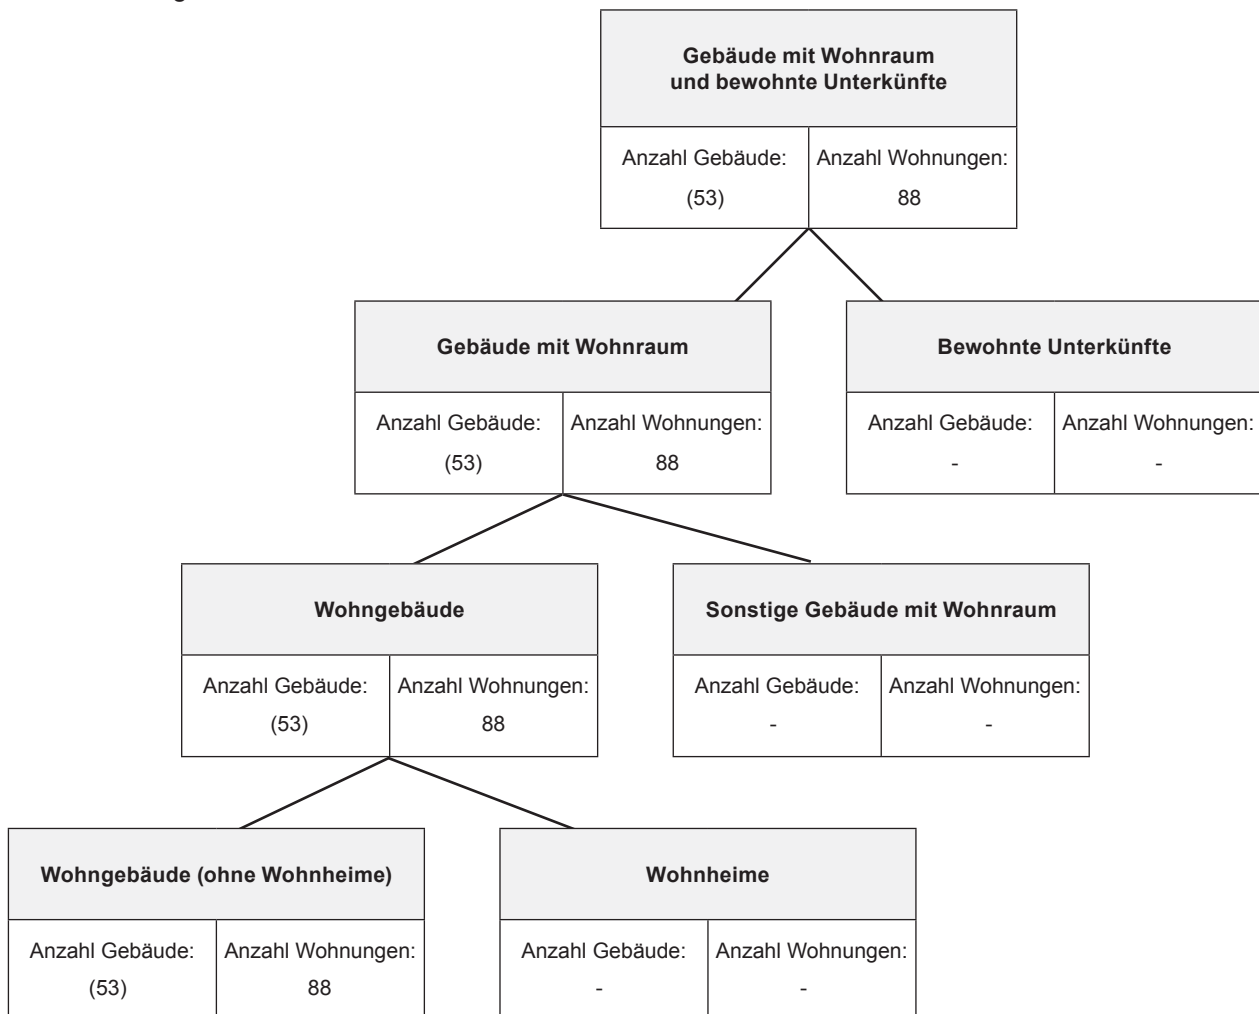 Gebäude mit Wohnraum
und bewohnte Unterkünfte
Anzahl Gebäude: Anzahl Wohnungen:
(53) 88
Gebäude mit Wohnraum Bewohnte Unterkünfte
Anzahl Gebäude: Anzahl Wohnungen: Anzahl Gebäude: Anzahl Wohnungen:
(53) 88 - -
Wohngebäude Sonstige Gebäude mit Wohnraum
Anzahl Gebäude: Anzahl Wohnungen: Anzahl Gebäude: Anzahl Wohnungen:
(53) 88 - -
Wohngebäude (ohne Wohnheime) Wohnheime
Anzahl Gebäude: Anzahl Wohnungen: Anzahl Gebäude: Anzahl Wohnungen:
(53) 88 - -